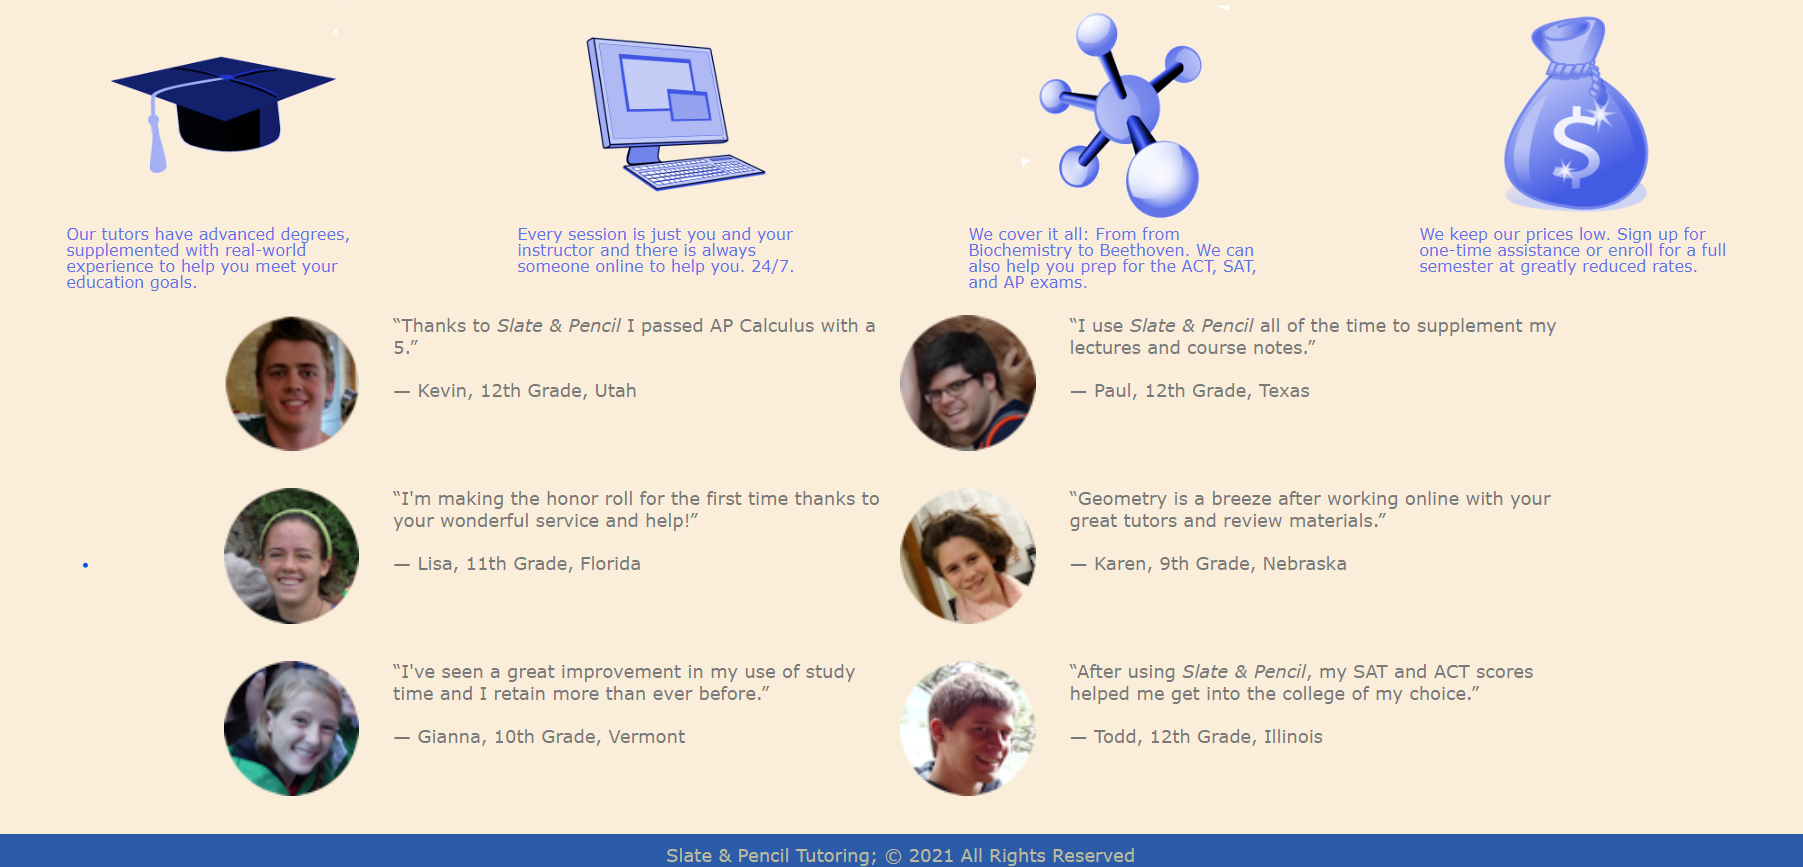 Our tutors have advanced degrees,
supplemented with real-world
experience to help you meet your
education goals.
Every session is just you and your
instructor and there is always
someone online to help you. 24/7.
We cover it all: From from
Biochemistry to Beethoven. We can
also help you prep for the ACT, SAT,
and AP exams.
We keep our prices low. Sign up for
one-time assistance or enroll for a full
semester at greatly reduced rates.
$
“Thanks to Slate & Pencil I passed AP Calculus with a
5.”
— Kevin, 12th Grade, Utah
“I use Slate & Pencil all of the time to supplement my
lectures and course notes.”
— Paul, 12th Grade, Texas
“I'm making the honor roll for the first time thanks to
your wonderful service and help!”
— Lisa, 11th Grade, Florida
“Geometry is a breeze after working online with your
great tutors and review materials.”
— Karen, 9th Grade, Nebraska
“I've seen a great improvement in my use of study
time and I retain more than ever before.”
— Gianna, 10th Grade, Vermont
“After using Slate & Pencil, my SAT and ACT scores
helped me get into the college of my choice.”
— Todd, 12th Grade, Illinois
Slate & Pencil Tutoring; © 2021 All Rights Reserved